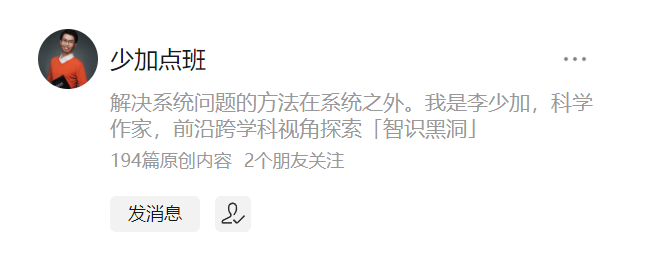 少加点班
解决系统问题的方法在系统之外。我是李少加，科学
作家，前沿跨学科视角探索「智识黑洞」
194篇原创内容 2个朋友关注
发消息